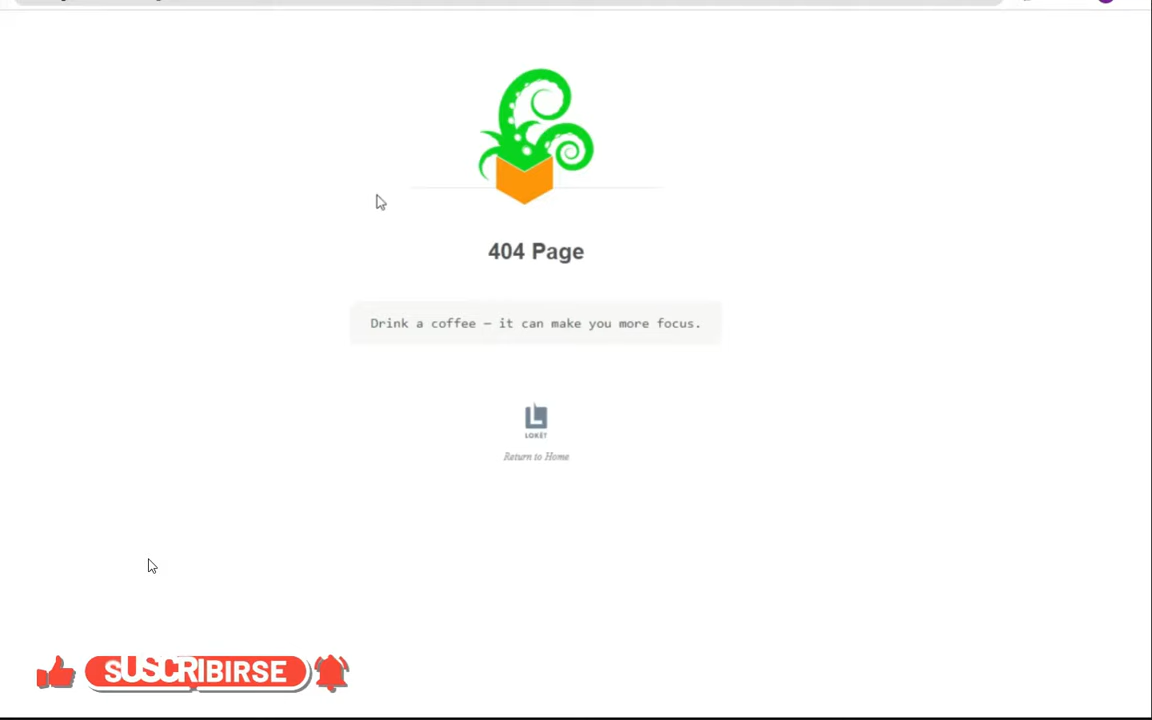 404 Page
Drink a coffee – it can make you more focus.
LOKET
Return to Home
SUSCRIBIRSE